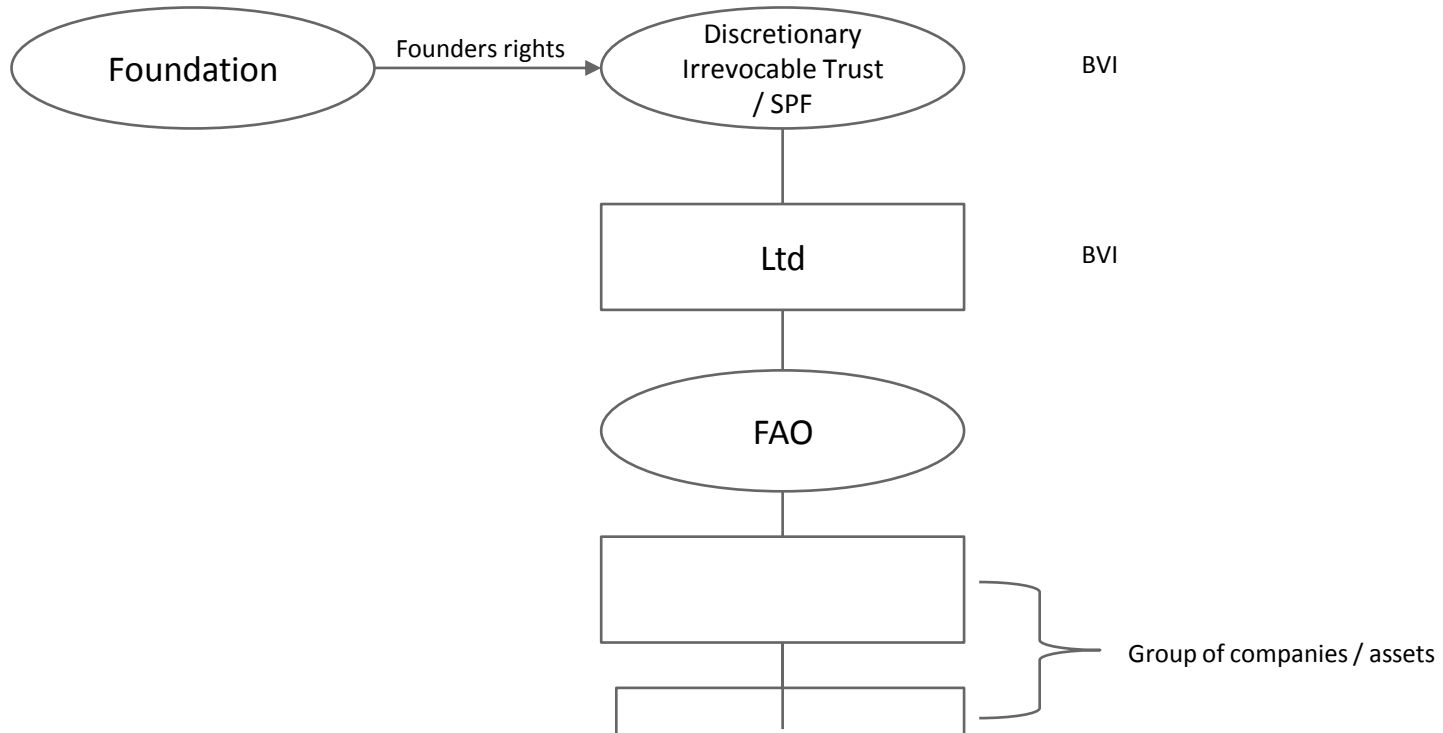 Foundation
Founders rights
Discretionary
Irrevocable Trust
/ SPF
BVI
Ltd
BVI
FAO
Group of companies / assets